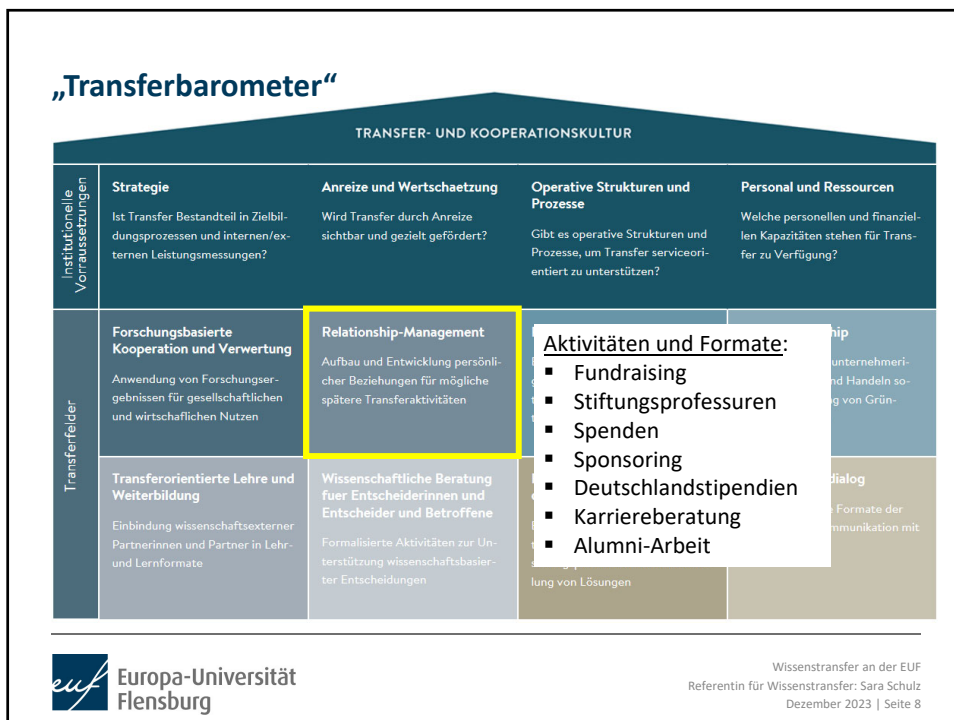 „Transferbarometer“
TRANSFER- UND KOOPERATIONSKULTUR
Institutionelle
Vorraussetzungen
Strategie
Ist Transfer Bestandteil in Zielbil-
dungsprozessen und internen/ex-
ternen Leistungsmessungen?
Anreize und Wertschaetzung
Wird Transfer durch Anreize
sichtbar und gezielt gefördert?
Operative Strukturen und
Prozesse
Gibt es operative Strukturen und
Prozesse, um Transfer serviceori-
entiert zu unterstützen?
Personal und Ressourcen
Welche personellen und finanziel-
len Kapazitäten stehen für Trans-
fer zu Verfügung?
Transferfelder
Forschungsbasierte
Kooperation und Verwertung
Anwendung von Forschungser-
gebnissen für gesellschaftlichen
und wirtschaflichen Nutzen
Relationship-Management
Aufbau und Entwicklung persönli-
cher Beziehungen für mögliche
spätere Transferaktivitäten
Aktivitäten und Formate:
▪ Fundraising
▪ Stiftungsprofessuren
▪ Spenden
▪ Sponsoring
▪ Deutschlandstipendien
▪ Karriereberatung
▪ Alumni-Arbeit
hip
unternehmeri-
nd Handeln so-
g von Grün-
Transferorientierte Lehre und
Weiterbildung
Einbindung wissenschaftsexterner
Partnerinnen und Partner in Lehr-
und Lernformate
Wissenschaftliche Beratung
fuer Entscheiderinnen und
Entscheider und Betroffene
Formalisierte Aktivitäten zur Un-
terstützung wissenschaftsbasier-
ter Entscheidungen
lung von Lösungen
dialog
e Formate der
mmunikation mit
euf
Europa-Universität
Flensburg
Wissenstransfer an der EUF
Referentin für Wissenstransfer: Sara Schulz
Dezember 2023 | Seite 8